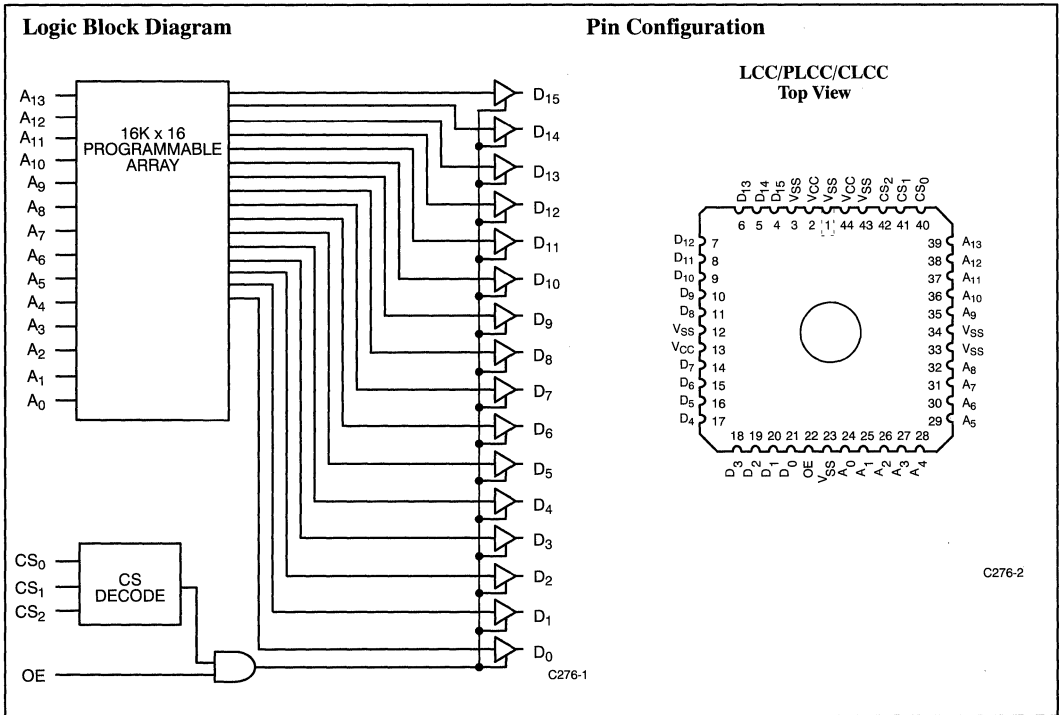 Logic Block Diagram
A13
A12
A11
A10
A9
A8
A7
A6
A5
A4
A3
A2
A1
A0
16K x 16
PROGRAMMABLE
ARRAY
D15
D14
D13
D12
D11
D10
D9
D8
D7
D6
D5
D4
D3
D2
D1
D0
CS0
CS1
CS2
CS
DECODE
OE
C276-1
Pin Configuration
LCC/PLCC/CLCC
Top View
D13 D14 D15 VSS VCC VSS VCC VSS CS2 CS1 CS0
6 5 4 3 2 1 44 43 42 41 40
D12 7
D11 8
D10 9
D9 10
D8 11
VSS 12
VCC 13
D7 14
D6 15
D5 16
D4 17
39 A13
38 A12
37 A11
36 A10
35 A9
34 VSS
33 VSS
32 A8
31 A7
30 A6
29 A5
18 19 20 21 22 23 24 25 26 27 28
D3 D2 D1 D0 OE VSS A0 A1 A2 A3 A4
C276-2